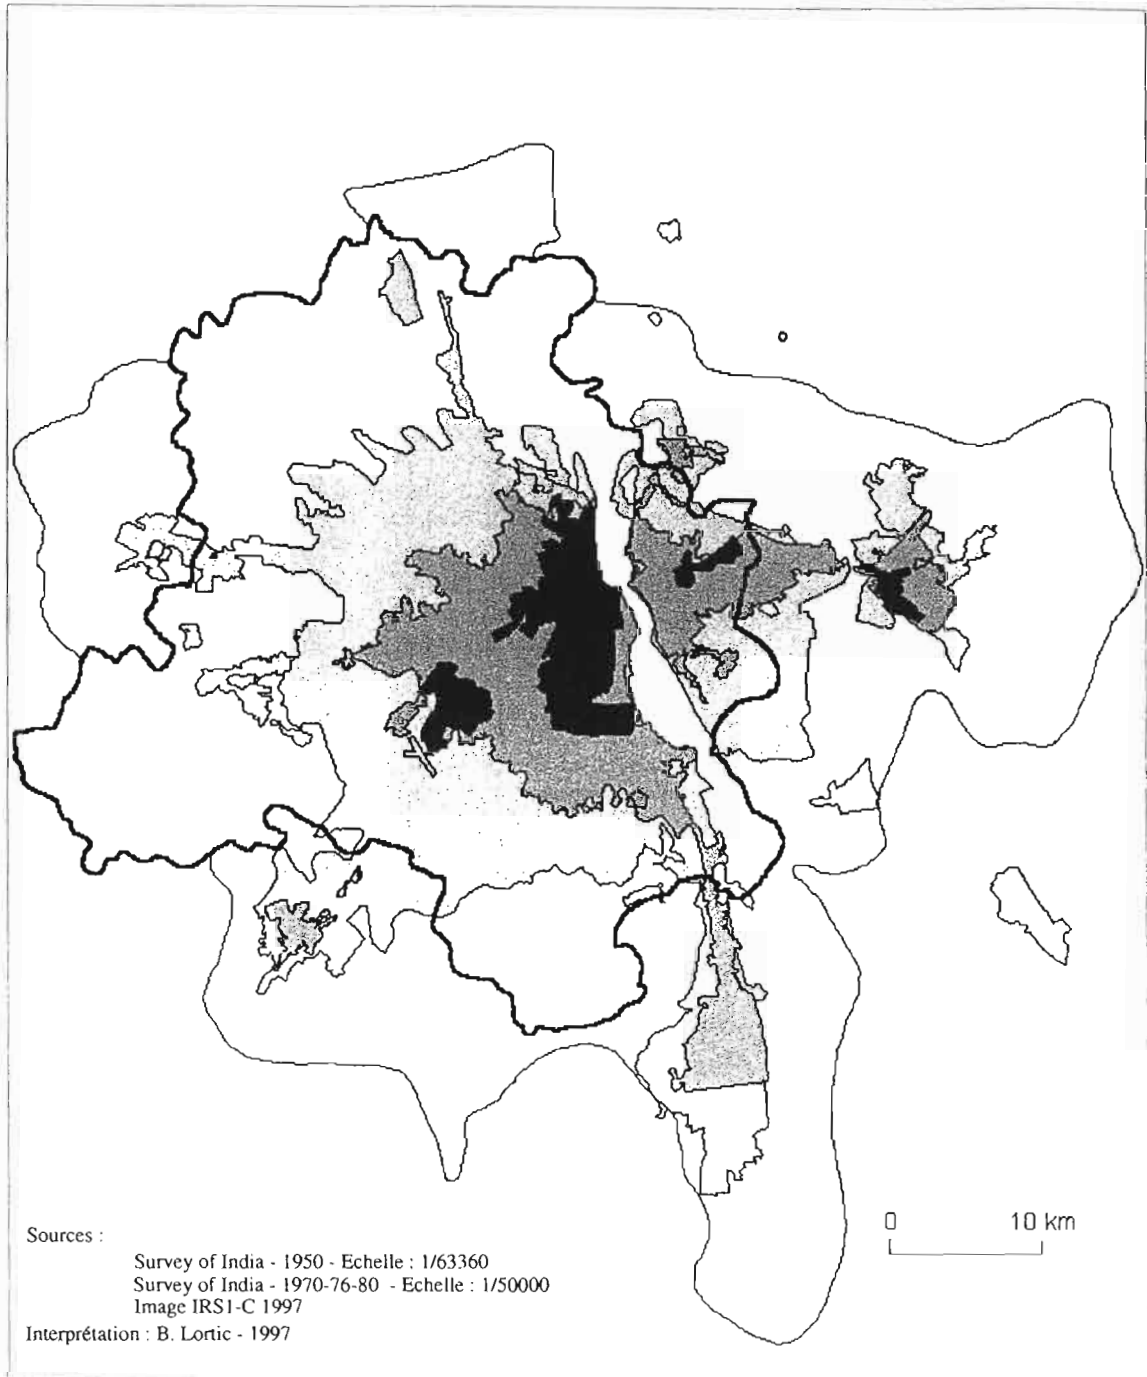 0 10 km
Sources :
Survey of India - 1950 - Echelle : 1/63360
Survey of India - 1970-76-80 - Echelle : 1/50000
Image IRS1-C 1997
Interprétation : B. Lortic - 1997